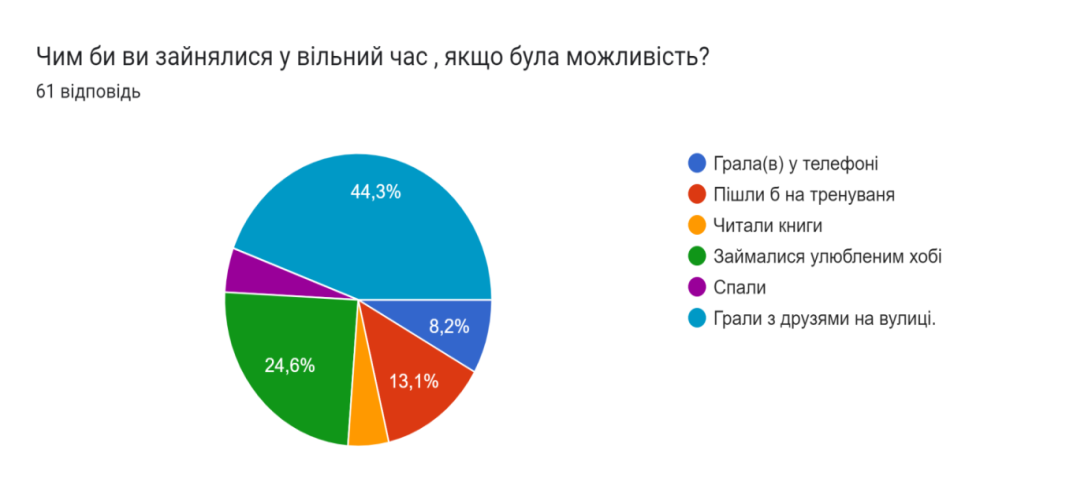 Чим би ви зайнялися у вільний час , якщо була можливість?
61 відповідь
44,3%
8,2%
13,1%
24,6%
Грала(в) у телефоні
Пішли б на тренуваня
Читали книги
Займалися улюбленим хобі
Спали
Грали з друзями на вулиці.